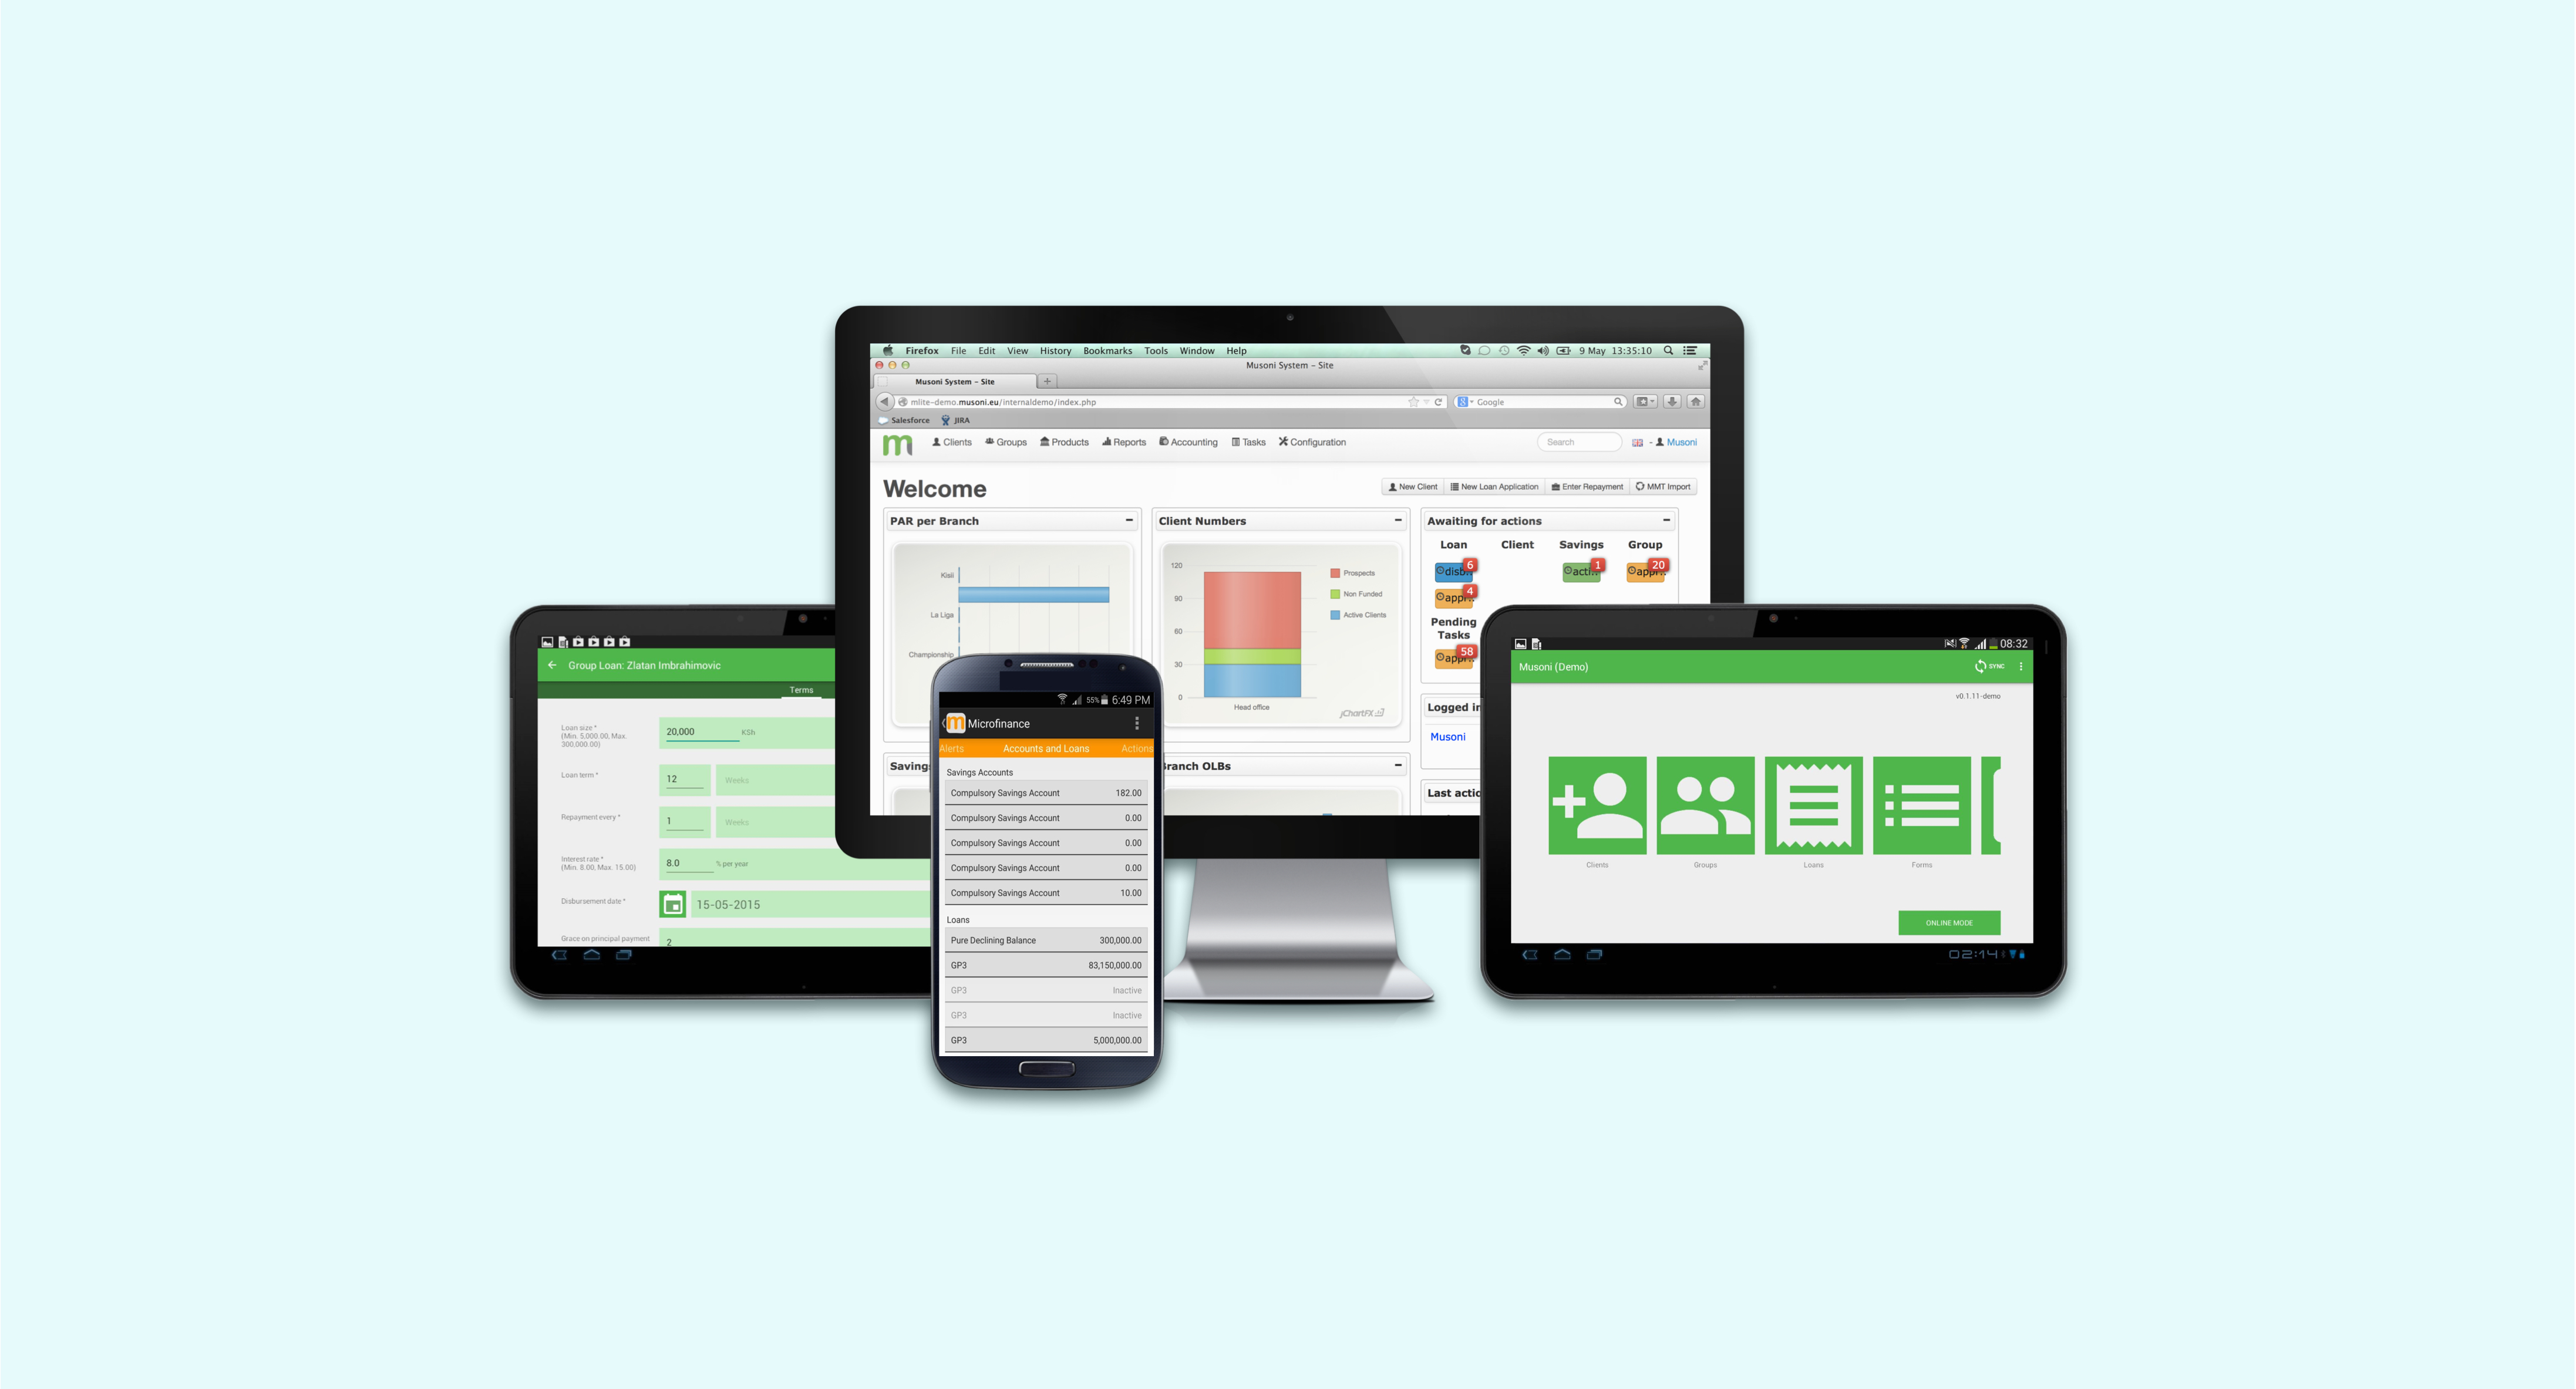 Firefox File Edit View History Bookmarks Tools Window Help 9 May 13:35:10
Musoni System - Site
Musoni System - Site
mlite-demo.musoni.eu/internaldemo/index.php Google
Salesforce JIRA
m Clients Groups Products Reports Accounting Tasks Configuration Search - Musoni
Welcome New Client New Loan Application Enter Repayment MMT Import
PAR per Branch
Kisii
La Liga
Championship
Client Numbers
120
90
60
30
0
Head office
Prospects
Non Funded
Active Clients
jChartFX
Awaiting for actions
Loan Client Savings Group
disb.. 6 acti.. 1 appr.. 20
appr.. 4
Pending
Tasks
appr.. 58
Logged in
Musoni
Last actio
Savings
Branch OLBs
Group Loan: Zlatan Imbrahimovic
Terms
Loan size *
(Min. 5,000.00, Max.
300,000.00)
20,000 KSh
Loan term * 12 Weeks
Repayment every * 1 Weeks
Interest rate *
(Min. 8.00, Max. 15.00)
8.0 % per year
Disbursement date * 15-05-2015
Grace on principal payment 2
55% 6:49 PM
m Microfinance
Alerts Accounts and Loans Actions
Savings Accounts
Compulsory Savings Account 182.00
Compulsory Savings Account 0.00
Compulsory Savings Account 0.00
Compulsory Savings Account 0.00
Compulsory Savings Account 10.00
Loans
Pure Declining Balance 300,000.00
GP3 83,150,000.00
GP3 Inactive
GP3 Inactive
GP3 5,000,000.00
08:32
Musoni (Demo) SYNC
v0.1.11-demo
Clients Groups Loans Forms
ONLINE MODE
02:14